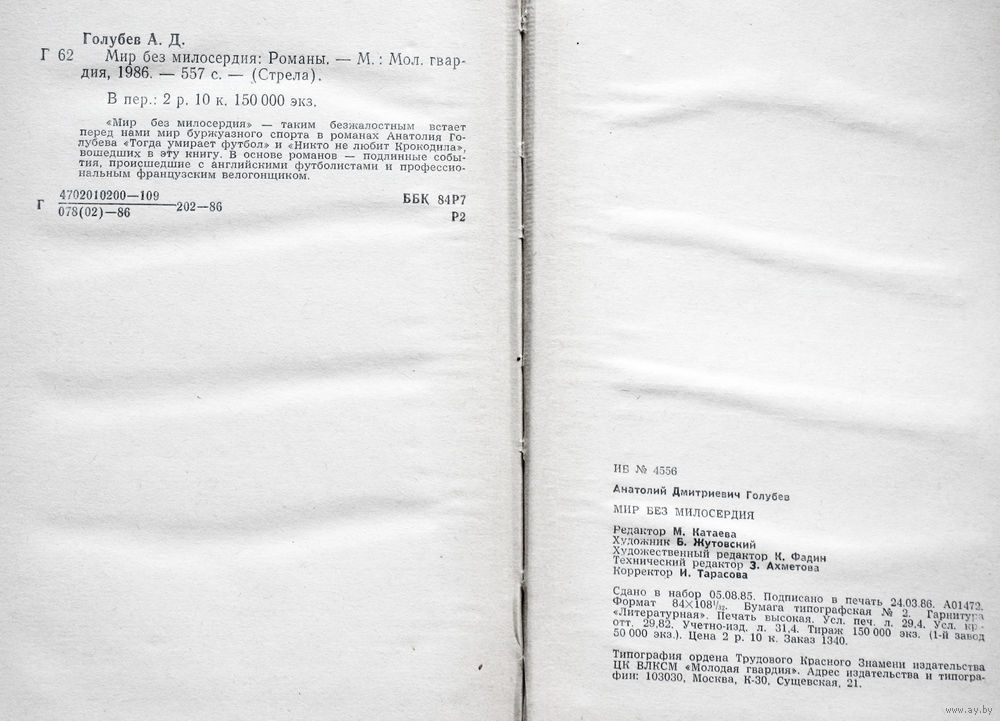 Голубев А. Д.
Г 62 Мир без милосердия: Романы. — М.: Мол. гвар-
дия, 1986. — 557 с. — (Стрела).
В пер.: 2 р. 10 к. 150 000 экз.
«Мир без милосердия» — таким безжалостным встает
перед нами мир буржуазного спорта в романах Анатолия Го-
лубева «Тогда умирает футбол» и «Никто не любит Крокодила»,
вошедших в эту книгу. В основе романов — подлинные собы-
тия, происшедшие с английскими футболистами и профессио-
нальным французским велогонщиком.
Г 4702010200—109
078(02)—86 202—86
ББК 84Р7
Р2
ИБ № 4556
Анатолий Дмитриевич Голубев
МИР БЕЗ МИЛОСЕРДИЯ
Редактор М. Катаева
Художник Б. Жутовский
Художественный редактор К. Фадин
Технический редактор З. Ахметова
Корректор И. Тарасова
Сдано в набор 05.08.85. Подписано в печать 24.03.86. А01473.
Формат 84×108¹/₃₂. Бумага типографская № 2. Гарнитура
«Литературная». Печать высокая. Усл. печ. л. 29,4. Усл. кр.-
отт. 29,82. Учетно-изд. л. 31,4. Тираж 150 000 экз. (1-й завод
50 000 экз.). Цена 2 р. 10 к. Заказ 1340.
Типография ордена Трудового Красного Знамени издательства
ЦК ВЛКСМ «Молодая гвардия». Адрес издательства и типогра-
фии: 103030, Москва, К-30, Сущевская, 21.
www.ay.by